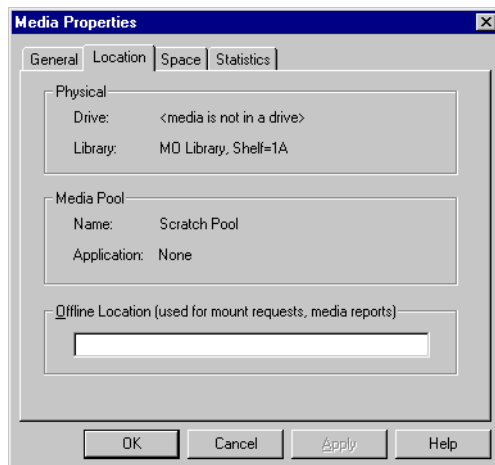 Media Properties
General Location Space Statistics
Physical
Drive: <media is not in a drive>
Library: MO Library, Shelf=1A
Media Pool
Name: Scratch Pool
Application: None
Offline Location (used for mount requests, media reports)
OK Cancel Apply Help